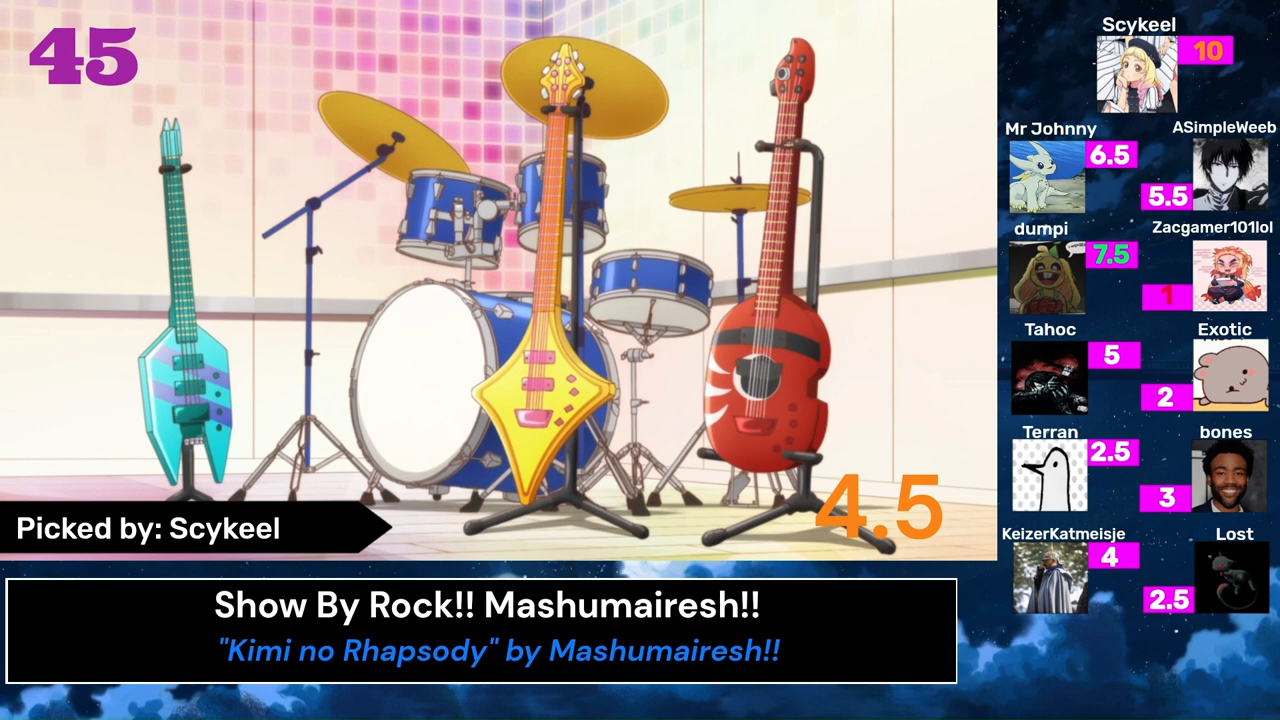 45
Scykeel
10
Mr Johnny
6.5
ASimpleWeeb
5.5
dumpi
7.5
Zacgamer101lol
1
Tahoc
5
Exotic
2
Terran
2.5
bones
3
KeizerKatmeisje
4
Lost
2.5
4.5
Picked by: Scykeel
Show By Rock!! Mashumairesh!!
"Kimi no Rhapsody" by Mashumairesh!!